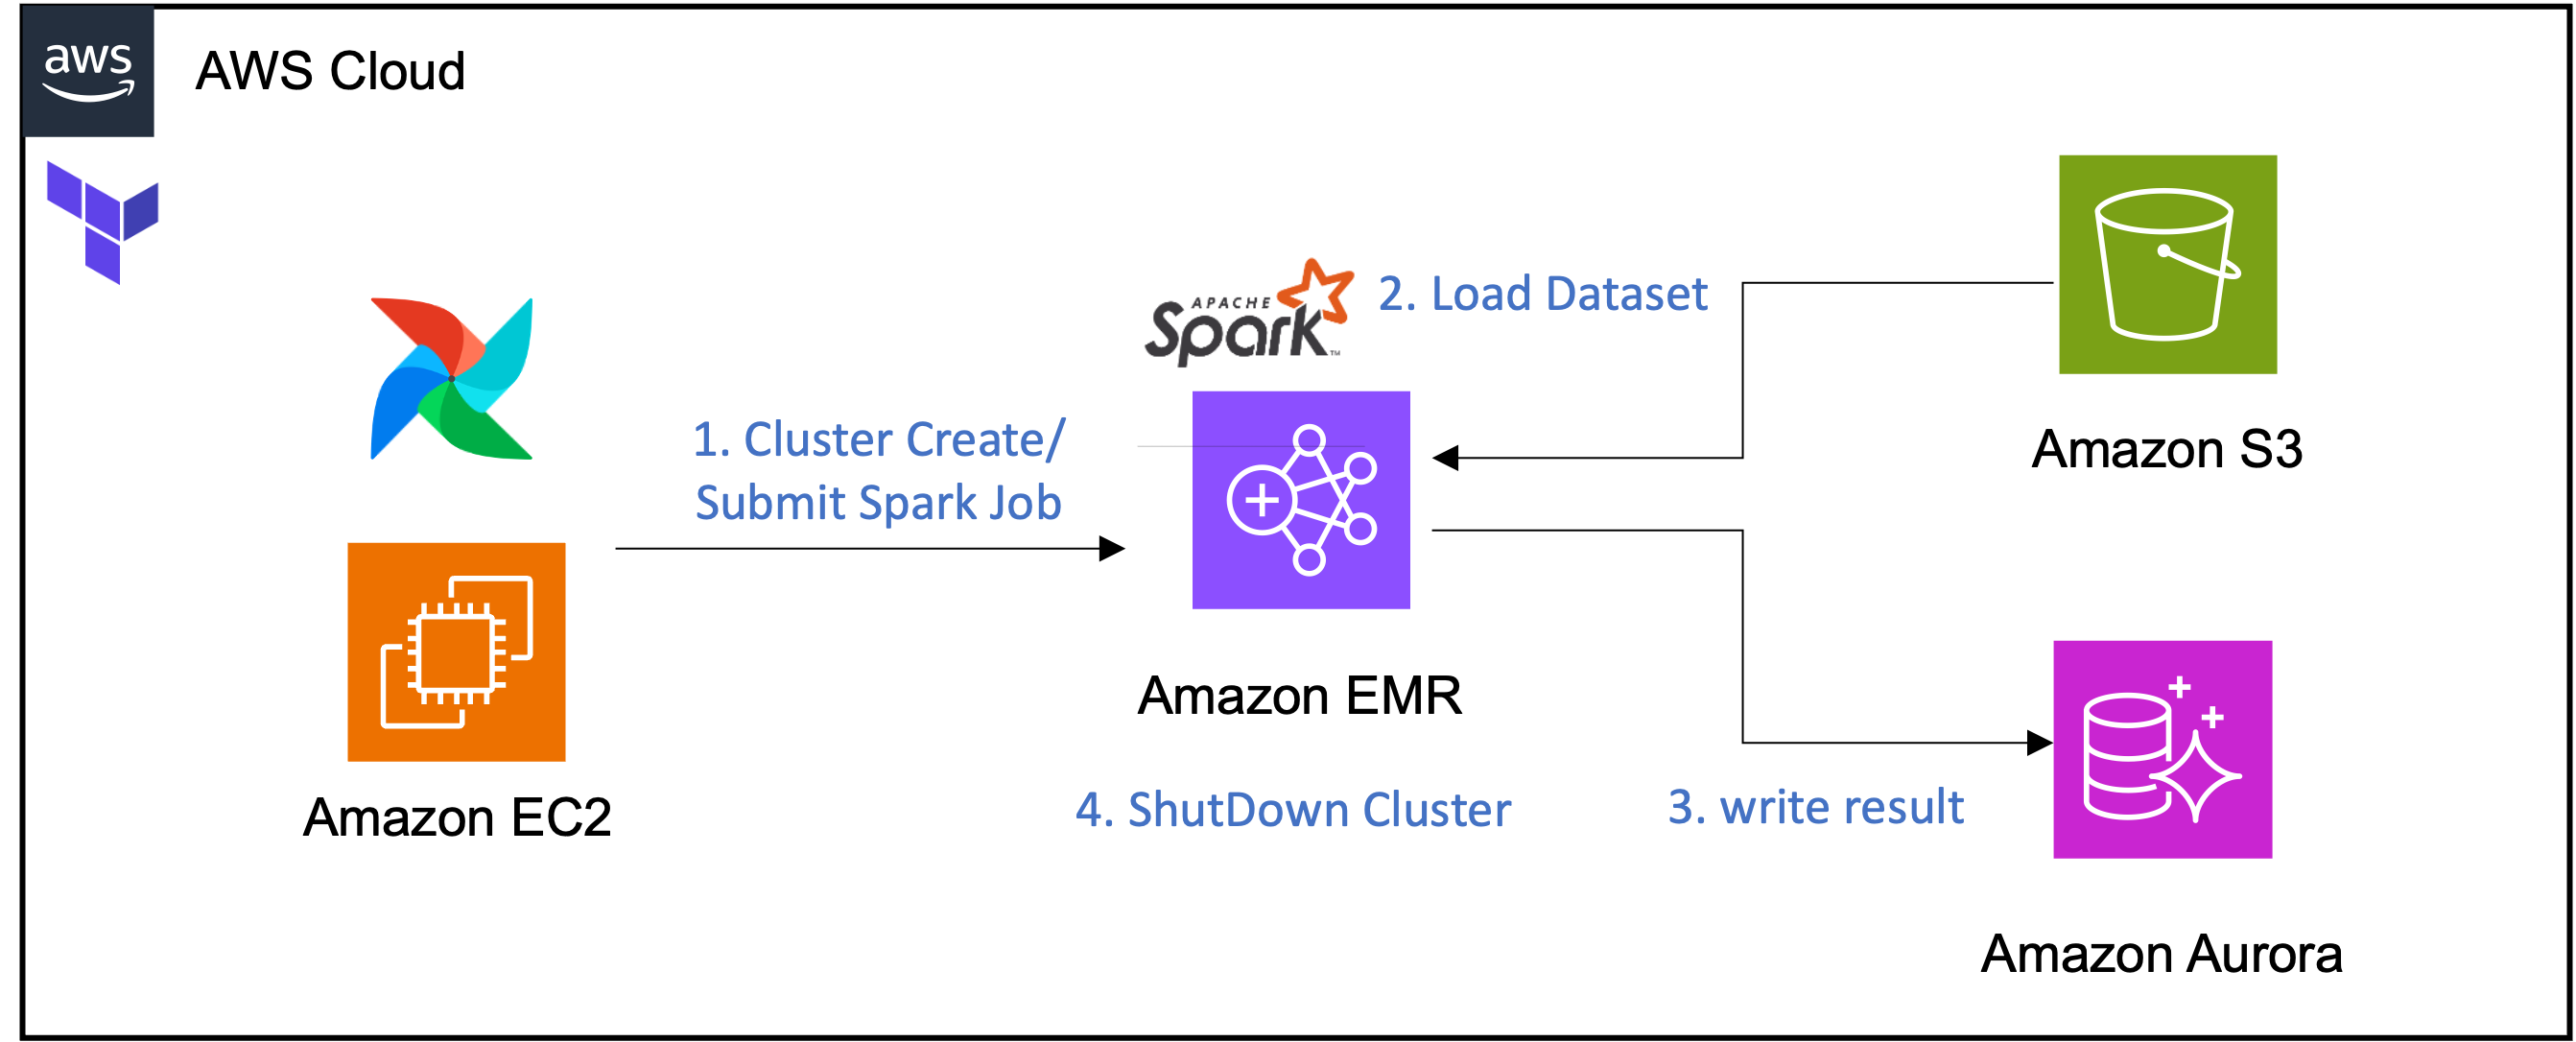 aws
AWS Cloud
APACHE
Spark™
2. Load Dataset
1. Cluster Create/
Submit Spark Job
Amazon S3
Amazon EMR
Amazon EC2
4. ShutDown Cluster
3. write result
Amazon Aurora